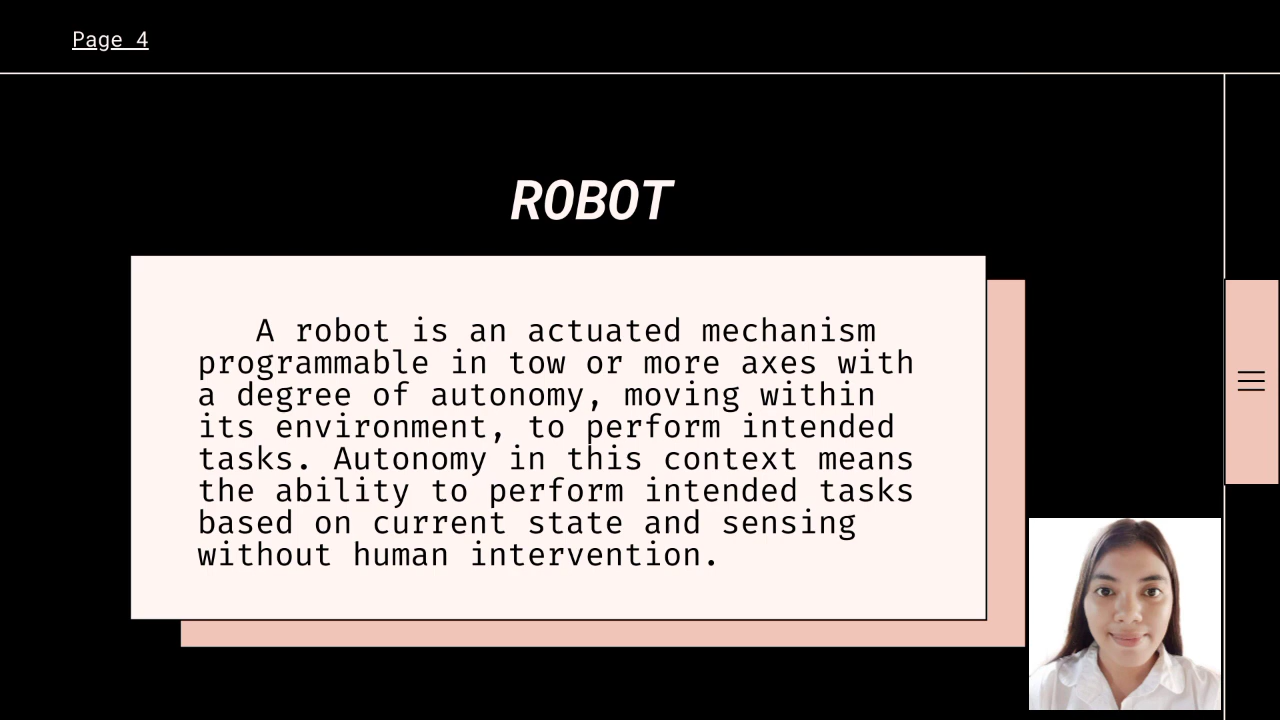 Page 4
ROBOT
A robot is an actuated mechanism
programmable in tow or more axes with
a degree of autonomy, moving within
its environment, to perform intended
tasks. Autonomy in this context means
the ability to perform intended tasks
based on current state and sensing
without human intervention.